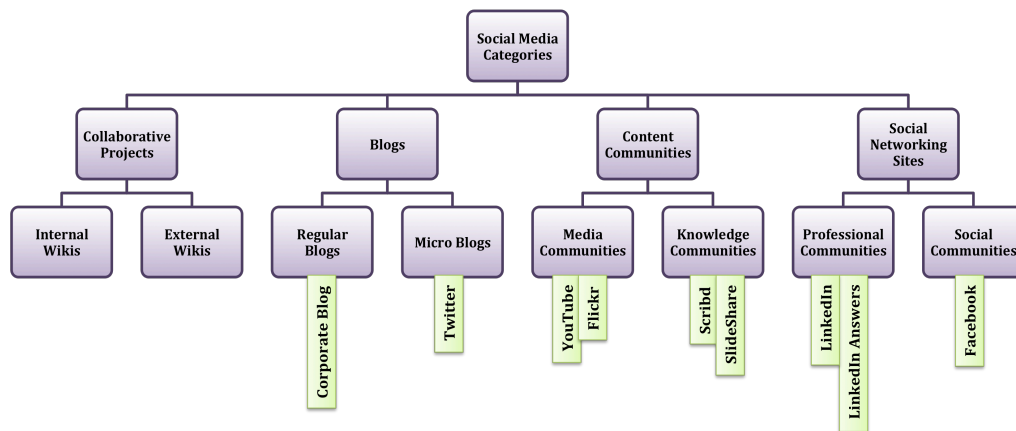 Social Media
Categories
Collaborative
Projects
Blogs
Content
Communities
Social
Networking
Sites
Internal
Wikis
External
Wikis
Regular
Blogs
Micro Blogs
Media
Communities
Knowledge
Communities
Professional
Communities
Social
Communities
Corporate Blog
Twitter
YouTube
Flickr
Scribd
SlideShare
LinkedIn
LinkedIn Answers
Facebook